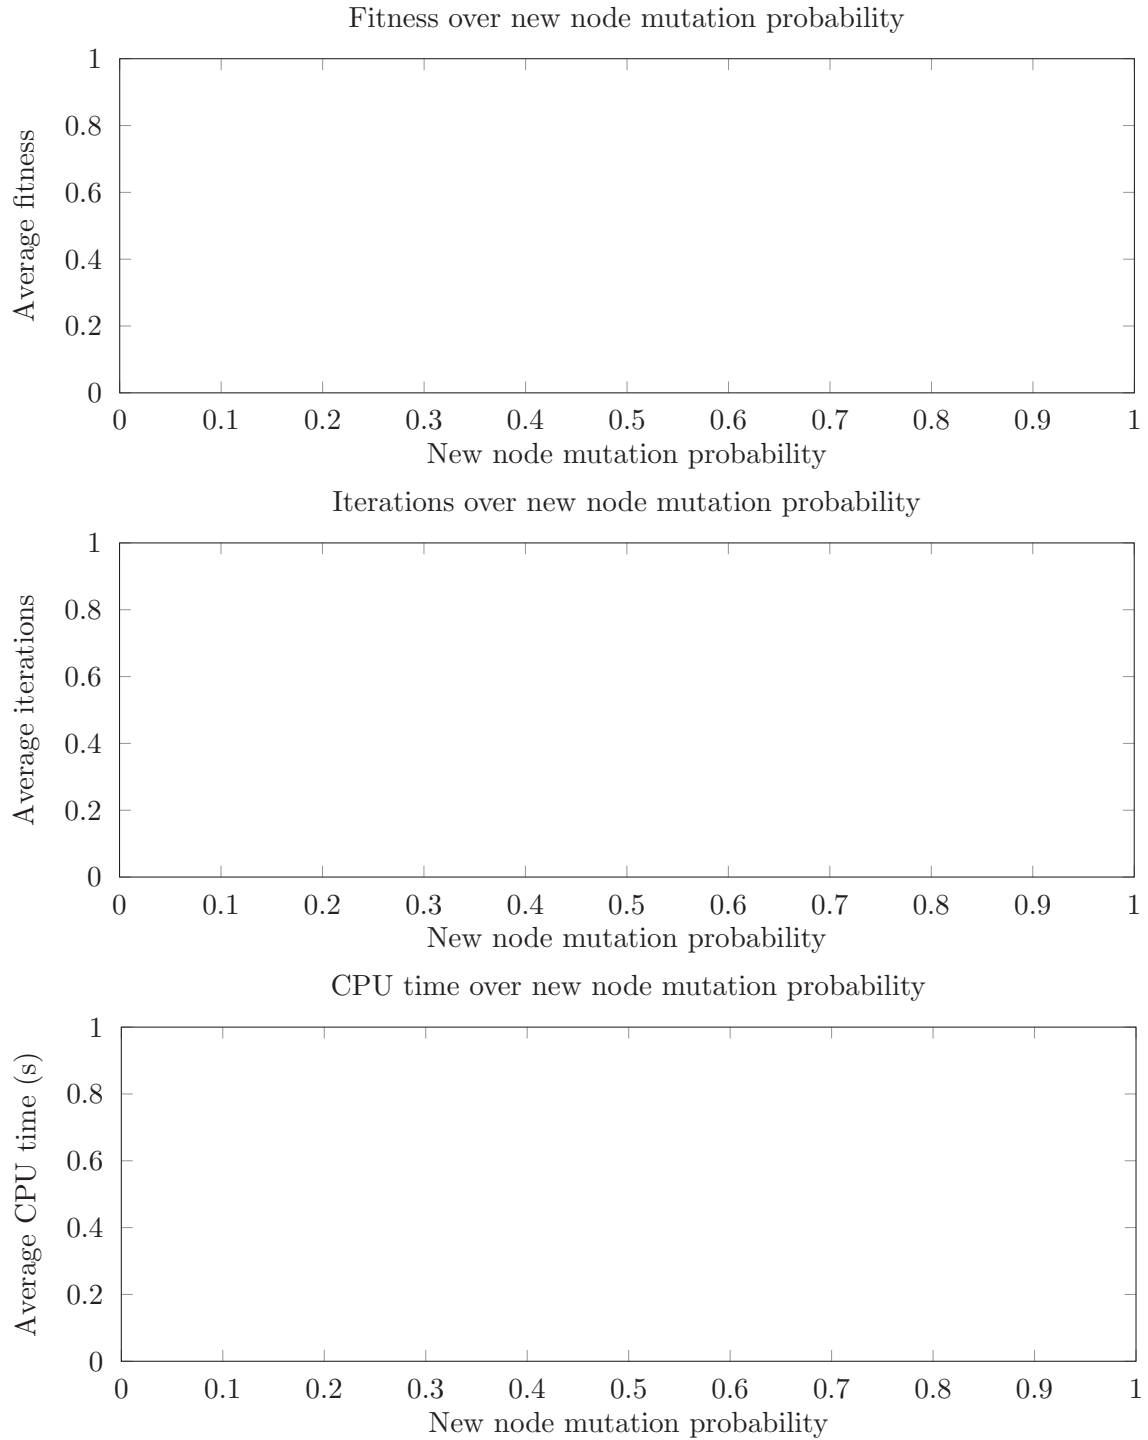 Fitness over new node mutation probability
1
0.8
0.6
0.4
0.2
0
Average fitness
0 0.1 0.2 0.3 0.4 0.5 0.6 0.7 0.8 0.9 1
New node mutation probability
Iterations over new node mutation probability
1
0.8
0.6
0.4
0.2
0
Average iterations
0 0.1 0.2 0.3 0.4 0.5 0.6 0.7 0.8 0.9 1
New node mutation probability
CPU time over new node mutation probability
1
0.8
0.6
0.4
0.2
0
Average CPU time (s)
0 0.1 0.2 0.3 0.4 0.5 0.6 0.7 0.8 0.9 1
New node mutation probability